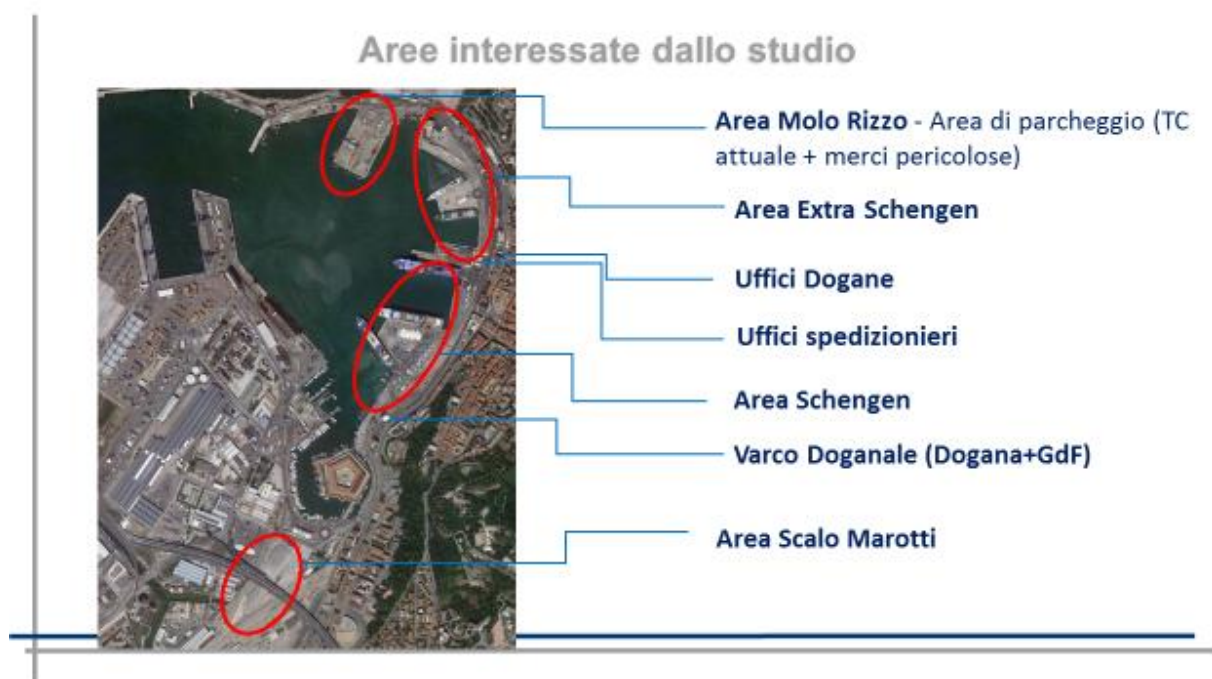 Aree interessate dallo studio
Area Molo Rizzo - Area di parcheggio (TC
attuale + merci pericolose)
Area Extra Schengen
Uffici Dogane
Uffici spedizionieri
Area Schengen
Varco Doganale (Dogana+GdF)
Area Scalo Marotti